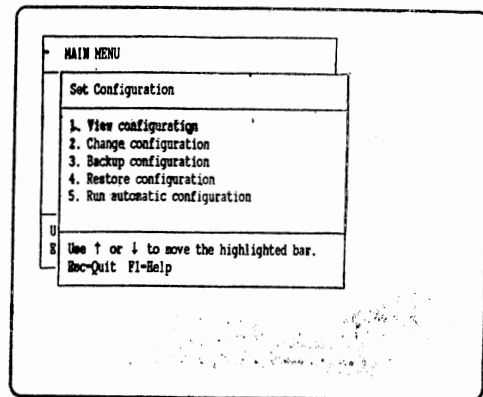 MAIN MENU
Set Configuration
1. View configuration
2. Change configuration
3. Backup configuration
4. Restore configuration
5. Run automatic configuration
U
E
Use ↑ or ↓ to move the highlighted bar.
Esc-Quit F1-Help